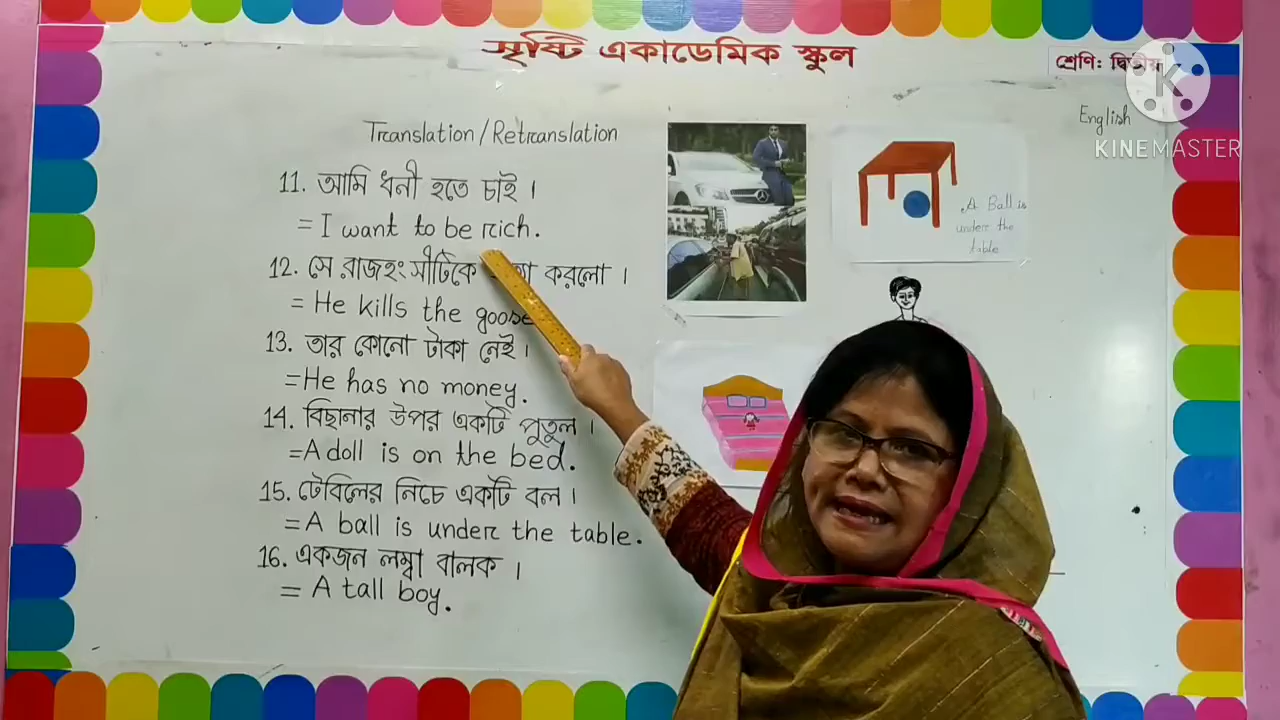 সৃষ্টি একাডেমিক স্কুল
শ্রেণি: দ্বিতীয়
English
KINEMASTER
Translation/Retranslation
11. আমি ধনী হতে চাই ।
= I want to be rich.
12. সে রাজহংসীটিকে করলো ।
= He kills the goose
13. তার কোনো টাকা নেই ।
=He has no money.
14. বিছানার উপর একটি পুতুল ।
=A doll is on the bed.
15. টেবিলের নিচে একটি বল ।
=A ball is under the table.
16. একজন লম্বা বালক ।
= A tall boy.
A Ball is
under the
table